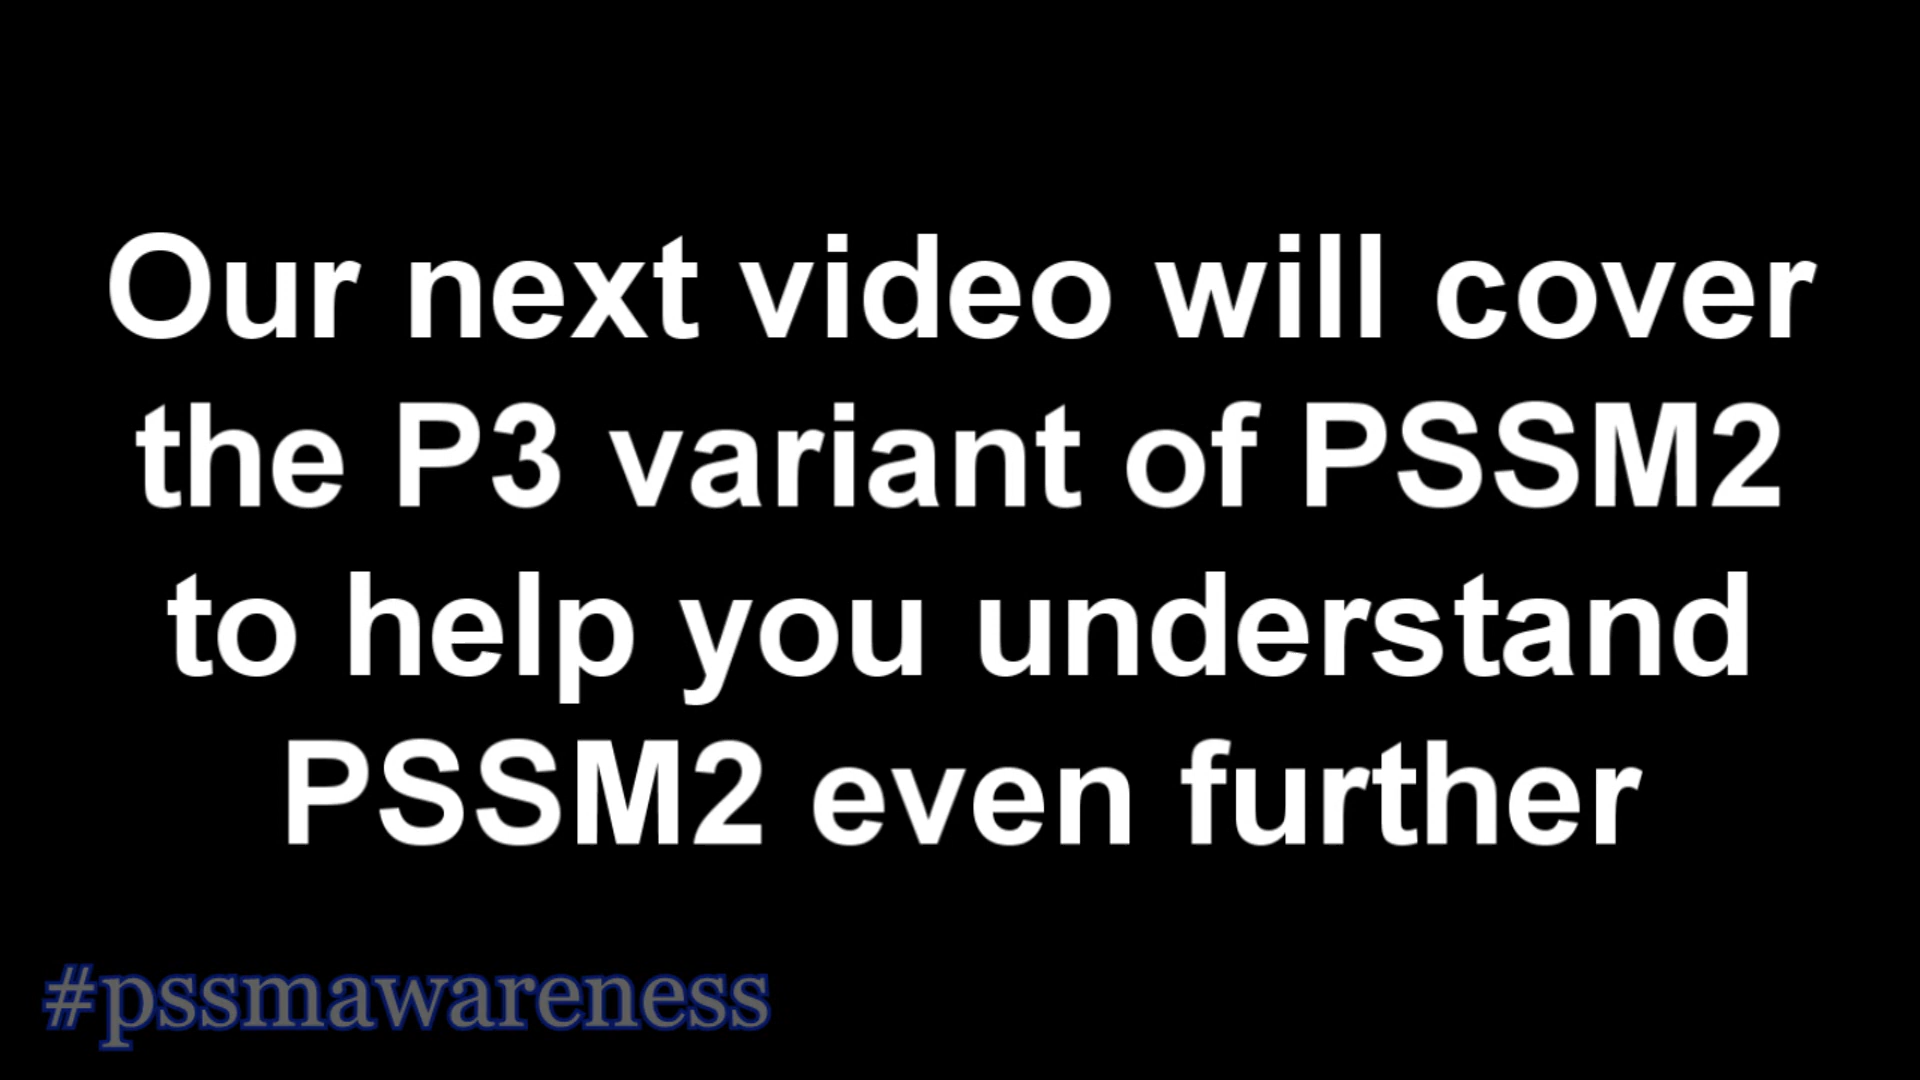 Our next video will cover
the P3 variant of PSSM2
to help you understand
PSSM2 even further
#pssmawareness